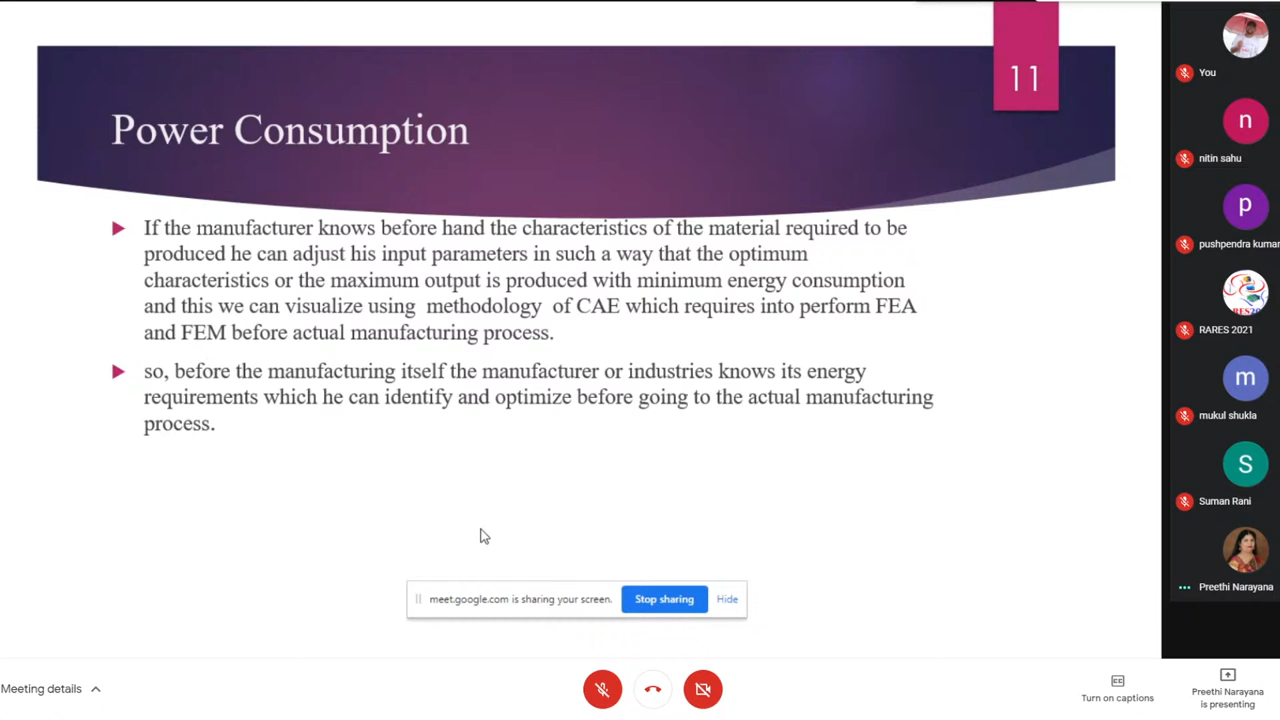 11
Power Consumption
If the manufacturer knows before hand the characteristics of the material required to be
produced he can adjust his input parameters in such a way that the optimum
characteristics or the maximum output is produced with minimum energy consumption
and this we can visualize using methodology of CAE which requires into perform FEA
and FEM before actual manufacturing process.
so, before the manufacturing itself the manufacturer or industries knows its energy
requirements which he can identify and optimize before going to the actual manufacturing
process.
meet.google.com is sharing your screen.
Stop sharing
Hide
You
n
nitin sahu
p
pushpendra kumar
RARES 2021
m
mukul shukla
S
Suman Rani
Preethi Narayana
Meeting details
CC
Turn on captions
Preethi Narayana
is presenting